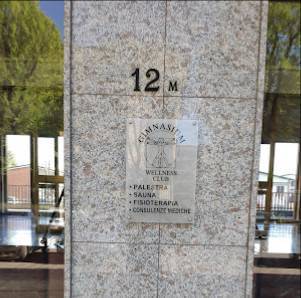 12 M
GIMNASIUM
WELLNESS
CLUB
• PALESTRA
• SAUNA
• FISIOTERAPIA
• CONSULENZE MEDICHE